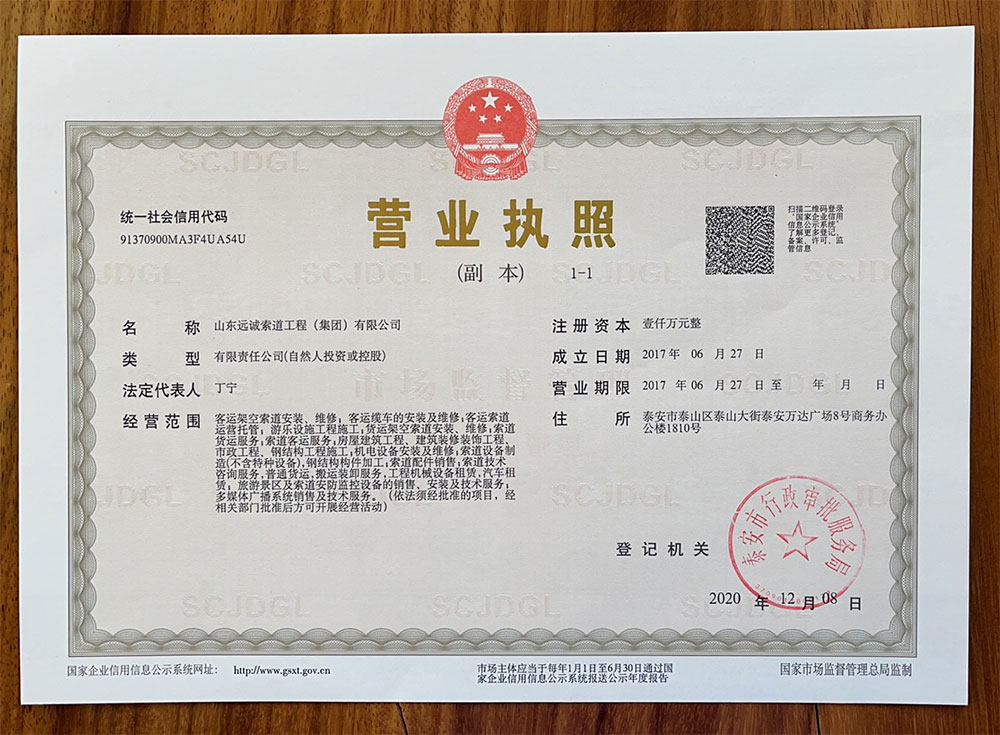 统一社会信用代码
91370900MA3F4UA54U
营业执照
(副 本) 1-1
扫描二维码登录
‘国家企业信用
信息公示系统’
了解更多登记、
备案、许可、监
管信息
名 称 山东远诚索道工程（集团）有限公司
类 型 有限责任公司(自然人投资或控股)
法定代表人 丁宁
经营范围 客运架空索道安装、维修；客运缆车的安装及维修；客运索道
运营托管；游乐设施工程施工；货运架空索道安装、维修；索道
货运服务；索道客运服务；房屋建筑工程、建筑装修装饰工程、
市政工程、钢结构工程施工；机电设备安装及维修；索道设备制
造(不含特种设备)，钢结构构件加工；索道配件销售；索道技术
咨询服务，普通货运，搬运装卸服务，工程机械设备租赁，汽车租
赁；旅游景区及索道安防监控设备的销售、安装及技术服务；
多媒体广播系统销售及技术服务。（依法须经批准的项目，经
相关部门批准后方可开展经营活动）
注册资本 壹仟万元整
成立日期 2017年 06 月 27 日
营业期限 2017年 06 月 27 日 至 年 月 日
住 所 泰安市泰山区泰山大街泰安万达广场8号商务办
公楼1810号
登记机关
泰安市行政审批服务局
2020 年 12 月 08 日
国家企业信用信息公示系统网址： http://www.gsxt.gov.cn
市场主体应当于每年1月1日至6月30日通过国
家企业信用信息公示系统报送公示年度报告
国家市场监督管理总局监制
SCJDGL
市场监督管理